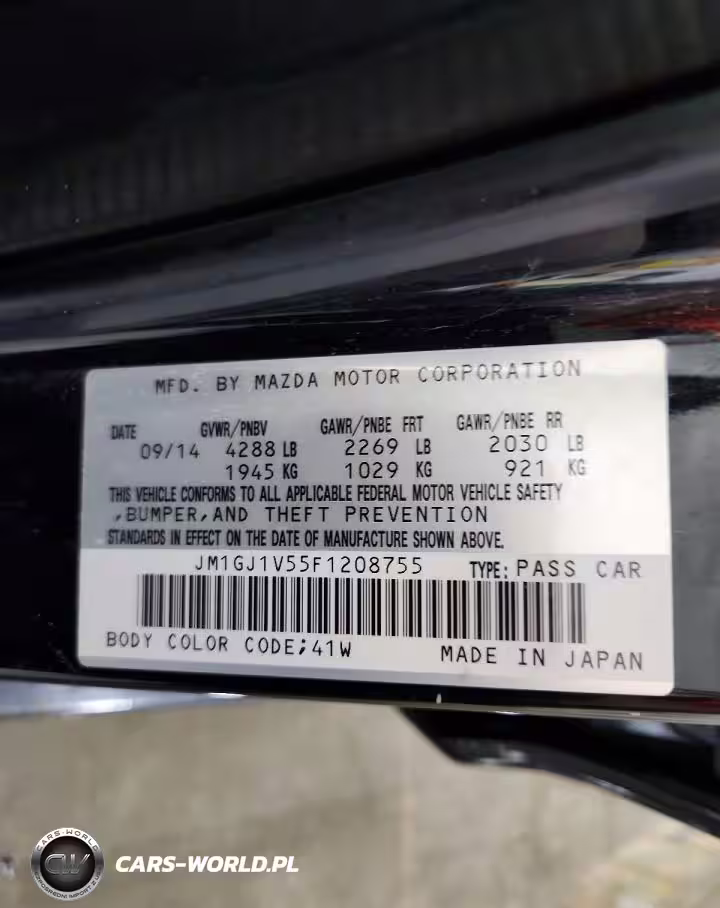 MFD. BY MAZDA MOTOR CORPORATION
DATE GVWR/PNBV GAWR/PNBE FRT GAWR/PNBE RR
09/14 4288 LB 2269 LB 2030 LB
1945 KG 1029 KG 921 KG
THIS VEHICLE CONFORMS TO ALL APPLICABLE FEDERAL MOTOR VEHICLE SAFETY
,BUMPER,AND THEFT PREVENTION
STANDARDS IN EFFECT ON THE DATE OF MANUFACTURE SHOWN ABOVE.
JM1GJ1V55F1208755 TYPE: PASS CAR
BODY COLOR CODE;41W MADE IN JAPAN
CARS-WORLD
CW
CARS-WORLD.PL